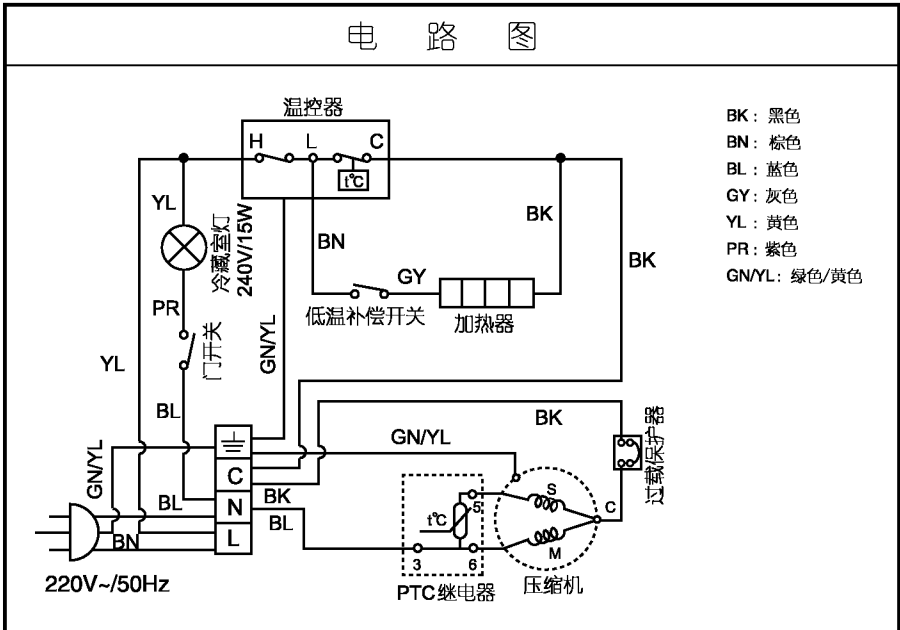 电 路 图
温控器
H L C
t℃
BK：黑色
BN：棕色
BL：蓝色
GY：灰色
YL：黄色
PR：紫色
GN/YL：绿色/黄色
YL
冷藏室灯
240V/15W
BN
BK
BK
GY
低温补偿开关
加热器
PR
门开关
GN/YL
YL
BL
BK
GN/YL
过载保护器
GN/YL
C
N
L
BL
BN
BK
BL
t℃
5
3
6
PTC继电器
S
M
C
压缩机
220V~/50Hz